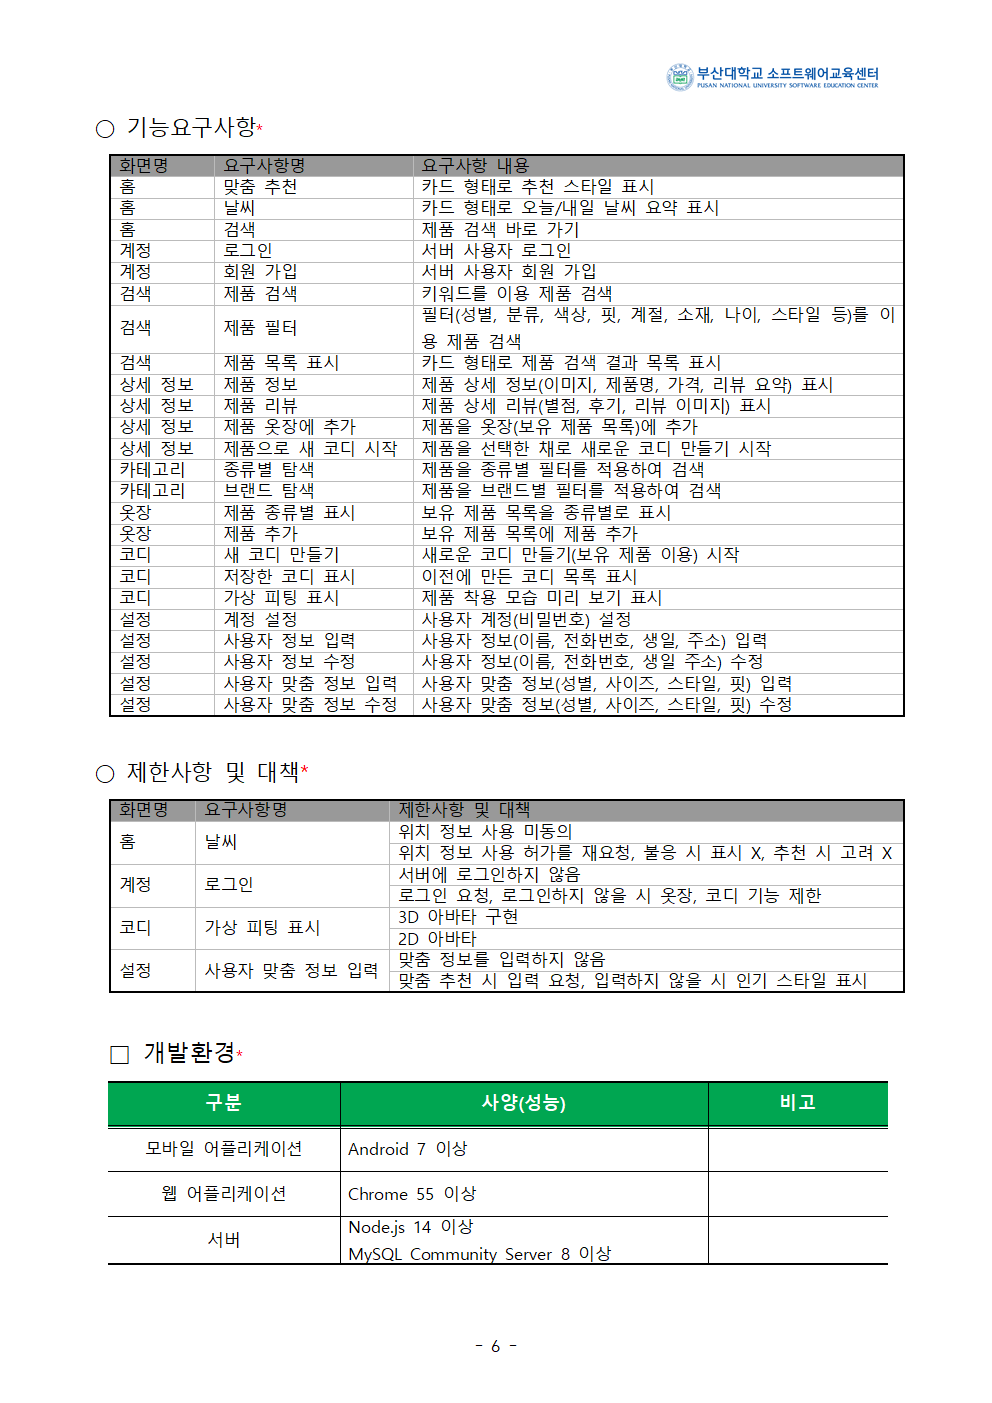 부산대학교 소프트웨어교육센터
PUSAN NATIONAL UNIVERSITY SOFTWARE EDUCATION CENTER
○ 기능요구사항*
화면명 요구사항명 요구사항 내용
홈 맞춤 추천 카드 형태로 추천 스타일 표시
홈 날씨 카드 형태로 오늘/내일 날씨 요약 표시
홈 검색 제품 검색 바로 가기
계정 로그인 서버 사용자 로그인
계정 회원 가입 서버 사용자 회원 가입
검색 제품 검색 키워드를 이용 제품 검색
검색 제품 필터 필터(성별, 분류, 색상, 핏, 계절, 소재, 나이, 스타일 등)를 이
용 제품 검색
검색 제품 목록 표시 카드 형태로 제품 검색 결과 목록 표시
상세 정보 제품 정보 제품 상세 정보(이미지, 제품명, 가격, 리뷰 요약) 표시
상세 정보 제품 리뷰 제품 상세 리뷰(별점, 후기, 리뷰 이미지) 표시
상세 정보 제품 옷장에 추가 제품을 옷장(보유 제품 목록)에 추가
상세 정보 제품으로 새 코디 시작 제품을 선택한 채로 새로운 코디 만들기 시작
카테고리 종류별 탐색 제품을 종류별 필터를 적용하여 검색
카테고리 브랜드 탐색 제품을 브랜드별 필터를 적용하여 검색
옷장 제품 종류별 표시 보유 제품 목록을 종류별로 표시
옷장 제품 추가 보유 제품 목록에 제품 추가
코디 새 코디 만들기 새로운 코디 만들기(보유 제품 이용) 시작
코디 저장한 코디 표시 이전에 만든 코디 목록 표시
코디 가상 피팅 표시 제품 착용 모습 미리 보기 표시
설정 계정 설정 사용자 계정(비밀번호) 설정
설정 사용자 정보 입력 사용자 정보(이름, 전화번호, 생일, 주소) 입력
설정 사용자 정보 수정 사용자 정보(이름, 전화번호, 생일 주소) 수정
설정 사용자 맞춤 정보 입력 사용자 맞춤 정보(성별, 사이즈, 스타일, 핏) 입력
설정 사용자 맞춤 정보 수정 사용자 맞춤 정보(성별, 사이즈, 스타일, 핏) 수정
○ 제한사항 및 대책*
화면명 요구사항명 제한사항 및 대책
홈 날씨 위치 정보 사용 미동의
위치 정보 사용 허가를 재요청, 불응 시 표시 X, 추천 시 고려 X
계정 로그인 서버에 로그인하지 않음
로그인 요청, 로그인하지 않을 시 옷장, 코디 기능 제한
코디 가상 피팅 표시 3D 아바타 구현
2D 아바타
설정 사용자 맞춤 정보 입력 맞춤 정보를 입력하지 않음
맞춤 추천 시 입력 요청, 입력하지 않을 시 인기 스타일 표시
□ 개발환경*
구분 사양(성능) 비고
모바일 어플리케이션 Android 7 이상
웹 어플리케이션 Chrome 55 이상
서버 Node.js 14 이상
MySQL Community Server 8 이상
- 6 -